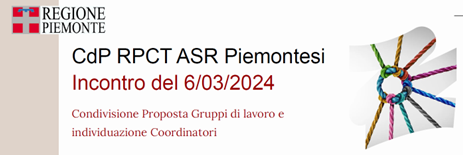 REGIONE
PIEMONTE
CdP RPCT ASR Piemontesi
Incontro del 6/03/2024
Condivisione Proposta Gruppi di lavoro e
individuazione Coordinatori